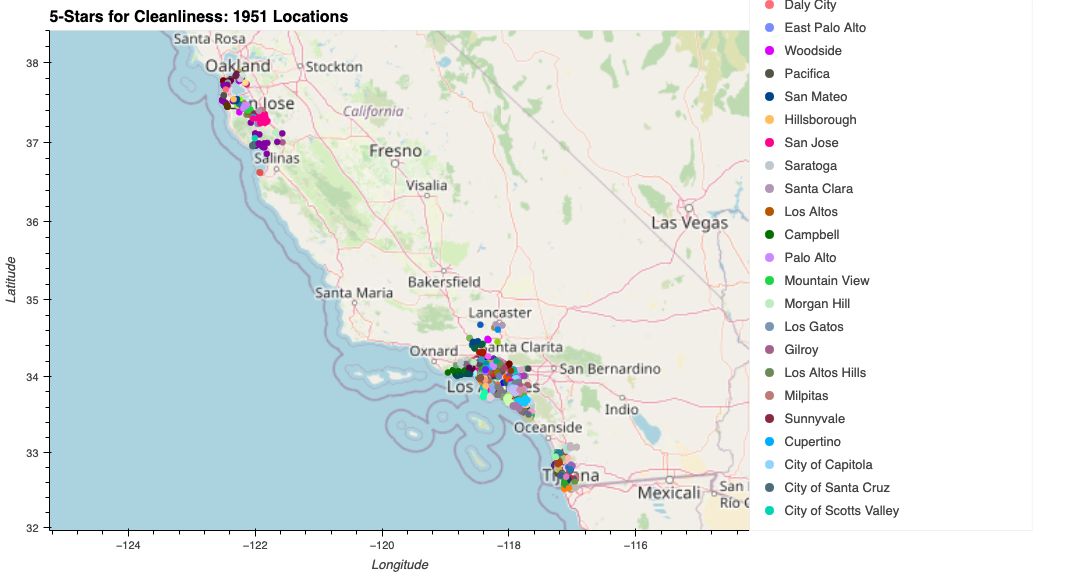 5-Stars for Cleanliness: 1951 Locations
Santa Rosa
Oakland
Stockton
n Jose
California
Salinas
Fresno
Visalia
Las Vegas
Bakersfield
Santa Maria
Lancaster
Oxnard
anta Clarita
San Bernardino
Los A es
Indio
Oceanside
Tijuana
Mexicali
San
Río C
38
37
36
35
34
33
32
Latitude
−124
−122
−120
−118
−116
Longitude
Daly City
East Palo Alto
Woodside
Pacifica
San Mateo
Hillsborough
San Jose
Saratoga
Santa Clara
Los Altos
Campbell
Palo Alto
Mountain View
Morgan Hill
Los Gatos
Gilroy
Los Altos Hills
Milpitas
Sunnyvale
Cupertino
City of Capitola
City of Santa Cruz
City of Scotts Valley